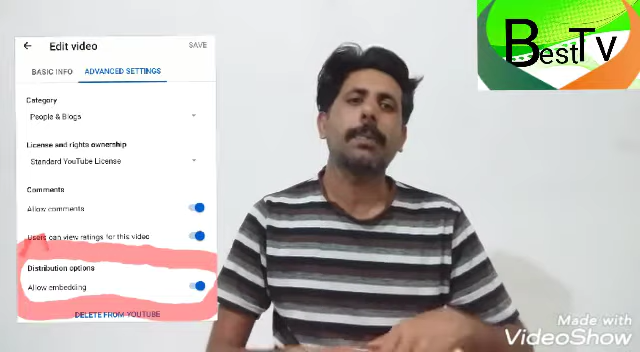 Edit video
SAVE
BASIC INFO
ADVANCED SETTINGS
Category
People & Blogs
License and rights ownership
Standard YouTube License
Comments
Allow comments
Users can view ratings for this video
Distribution options
Allow embedding
DELETE FROM YOUTUBE
BestTv
Made with
VideoShow